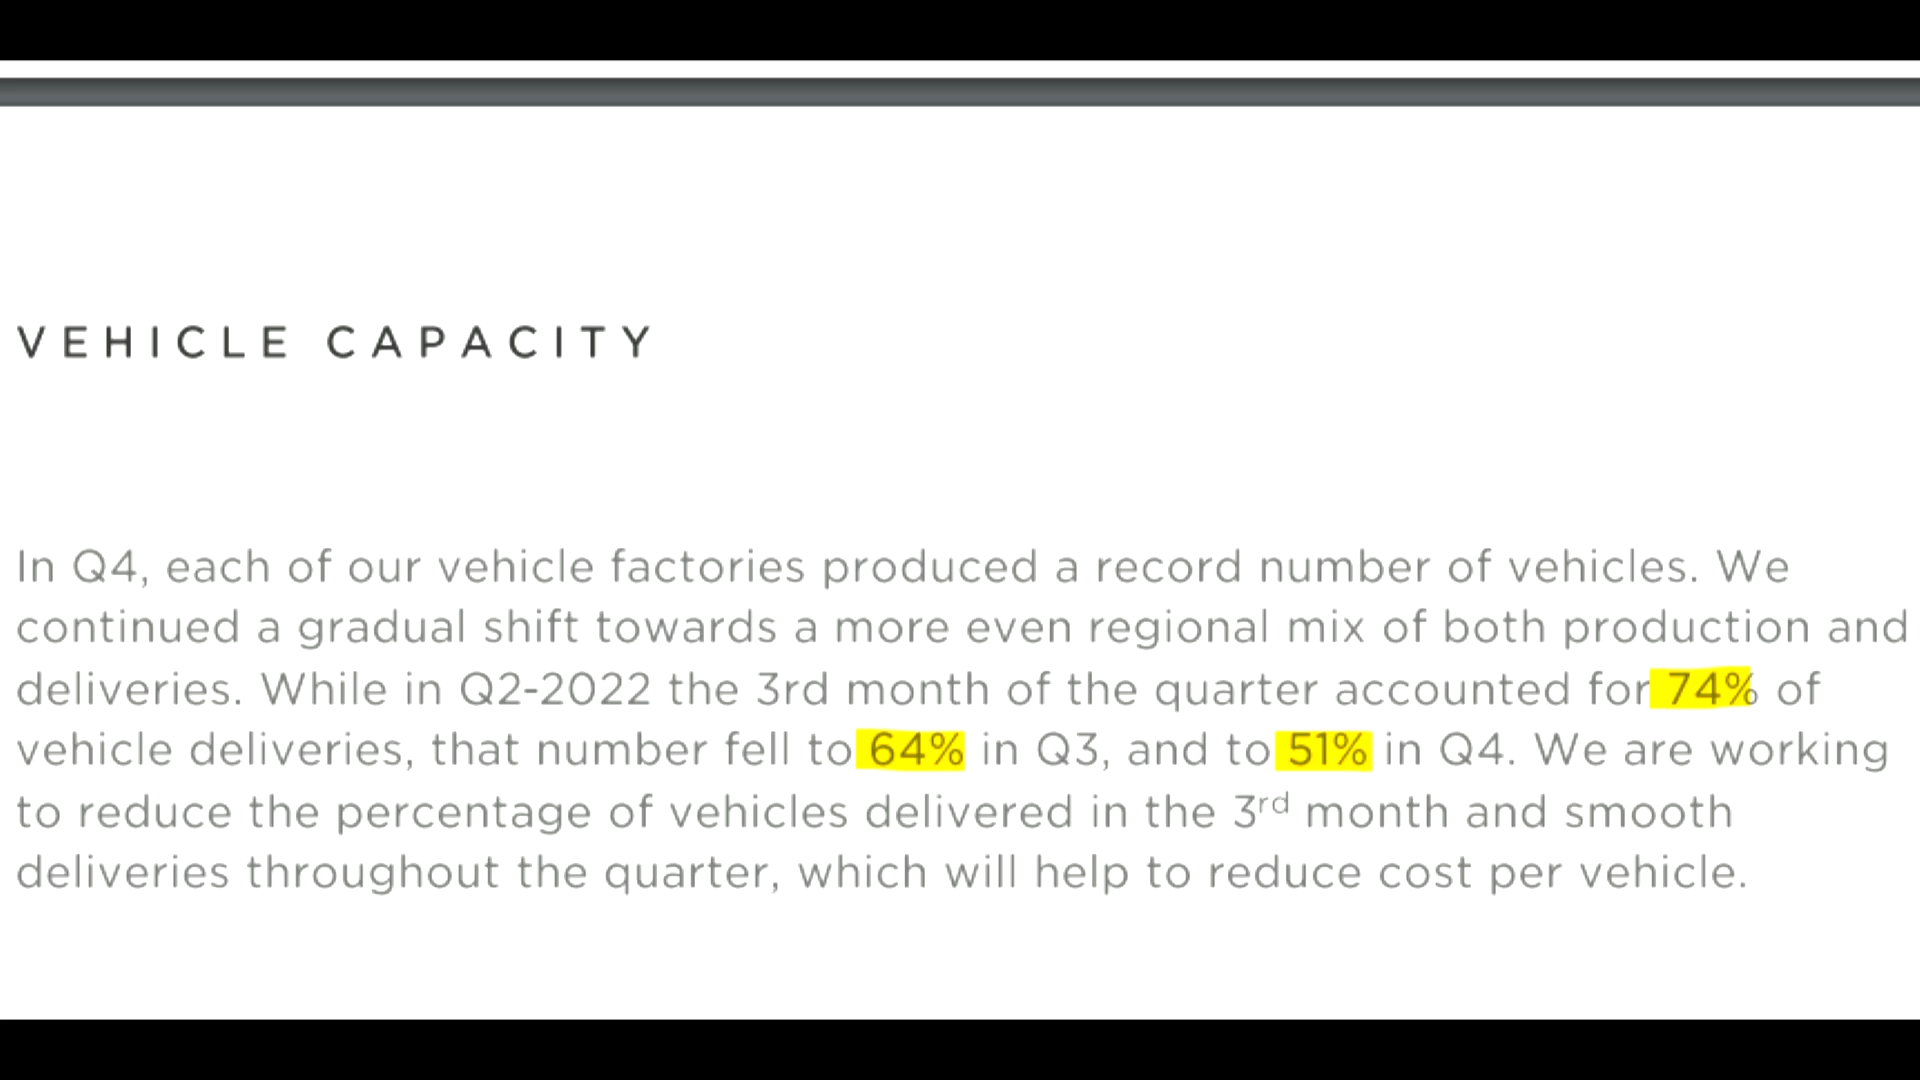 VEHICLE CAPACITY
In Q4, each of our vehicle factories produced a record number of vehicles. We
continued a gradual shift towards a more even regional mix of both production and
deliveries. While in Q2-2022 the 3rd month of the quarter accounted for 74% of
vehicle deliveries, that number fell to 64% in Q3, and to 51% in Q4. We are working
to reduce the percentage of vehicles delivered in the 3rd month and smooth
deliveries throughout the quarter, which will help to reduce cost per vehicle.